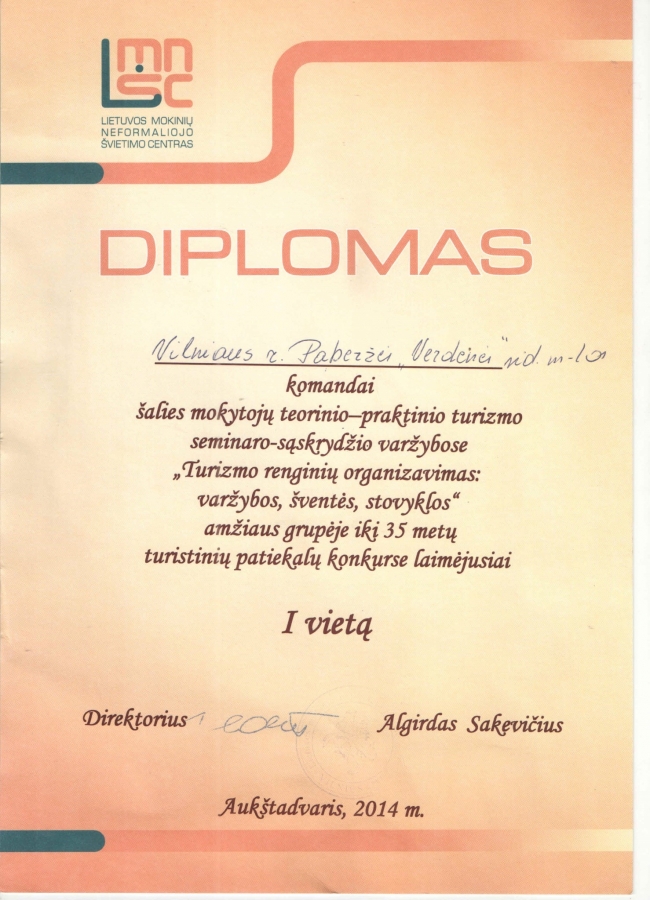 LMNŠC
LIETUVOS MOKINIŲ
NEFORMALIOJO
ŠVIETIMO CENTRAS
DIPLOMAS
Vilniaus r. Paberžės „Verdenės" vid. m-los
komandai
šalies mokytojų teorinio–praktinio turizmo
seminaro-sąskrydžio varžybose
„Turizmo renginių organizavimas:
varžybos, šventės, stovyklos“
amžiaus grupėje iki 35 metų
turistinių patiekalų konkurse laimėjusiai
I vietą
Direktorius Algirdas Sakevičius
Aukštadvaris, 2014 m.